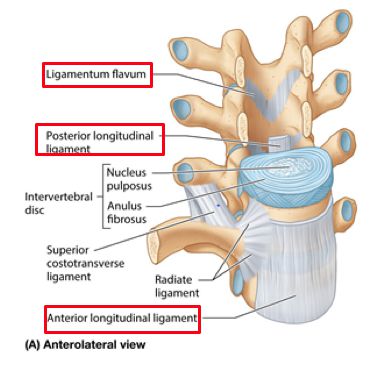 Ligamentum flavum
Posterior longitudinal
ligament
Nucleus
pulposus
Intervertebral
disc
Anulus
fibrosus
Superior
costotransverse
ligament
Radiate
ligament
Anterior longitudinal ligament
(A) Anterolateral view